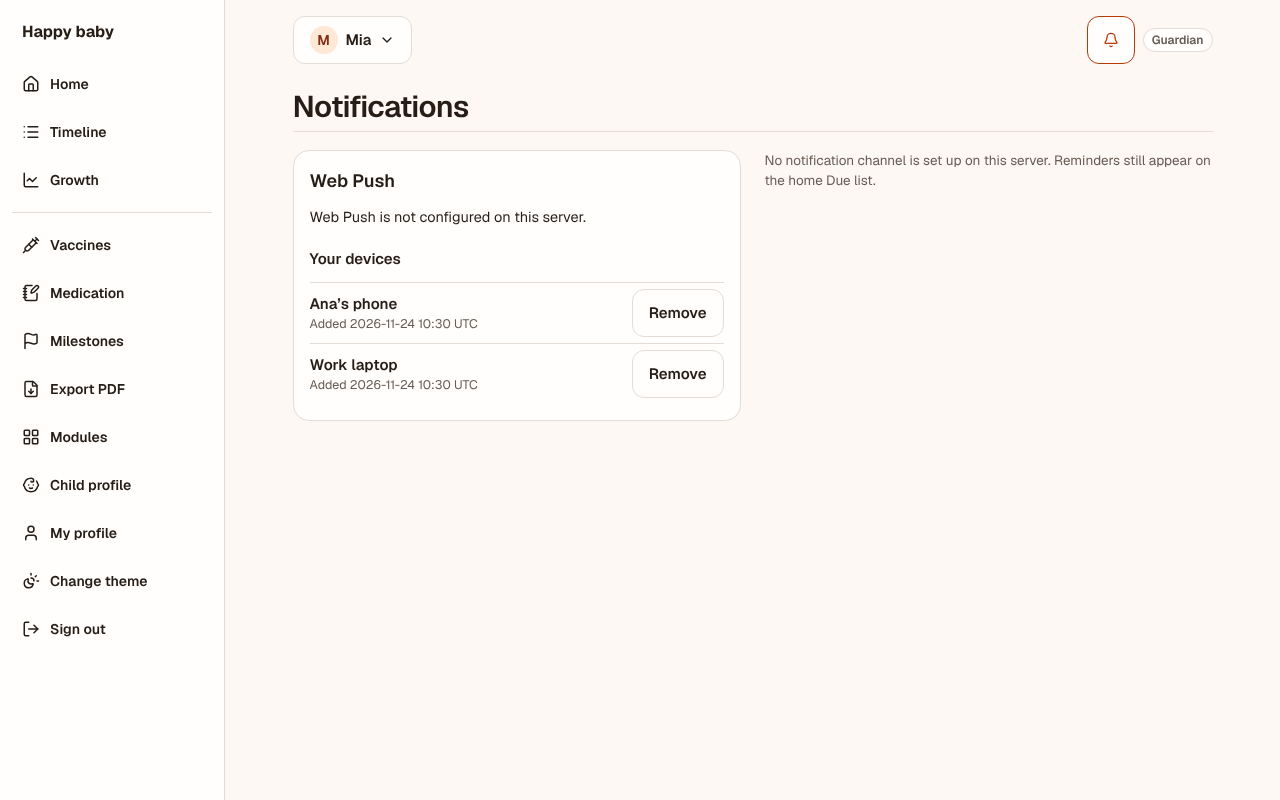 Happy baby
Home
Timeline
Growth
Vaccines
Medication
Milestones
Export PDF
Modules
Child profile
My profile
Change theme
Sign out
M Mia
Guardian
Notifications
Web Push
Web Push is not configured on this server.
Your devices
Ana's phone
Added 2026-11-24 10:30 UTC
Remove
Work laptop
Added 2026-11-24 10:30 UTC
Remove
No notification channel is set up on this server. Reminders still appear on
the home Due list.